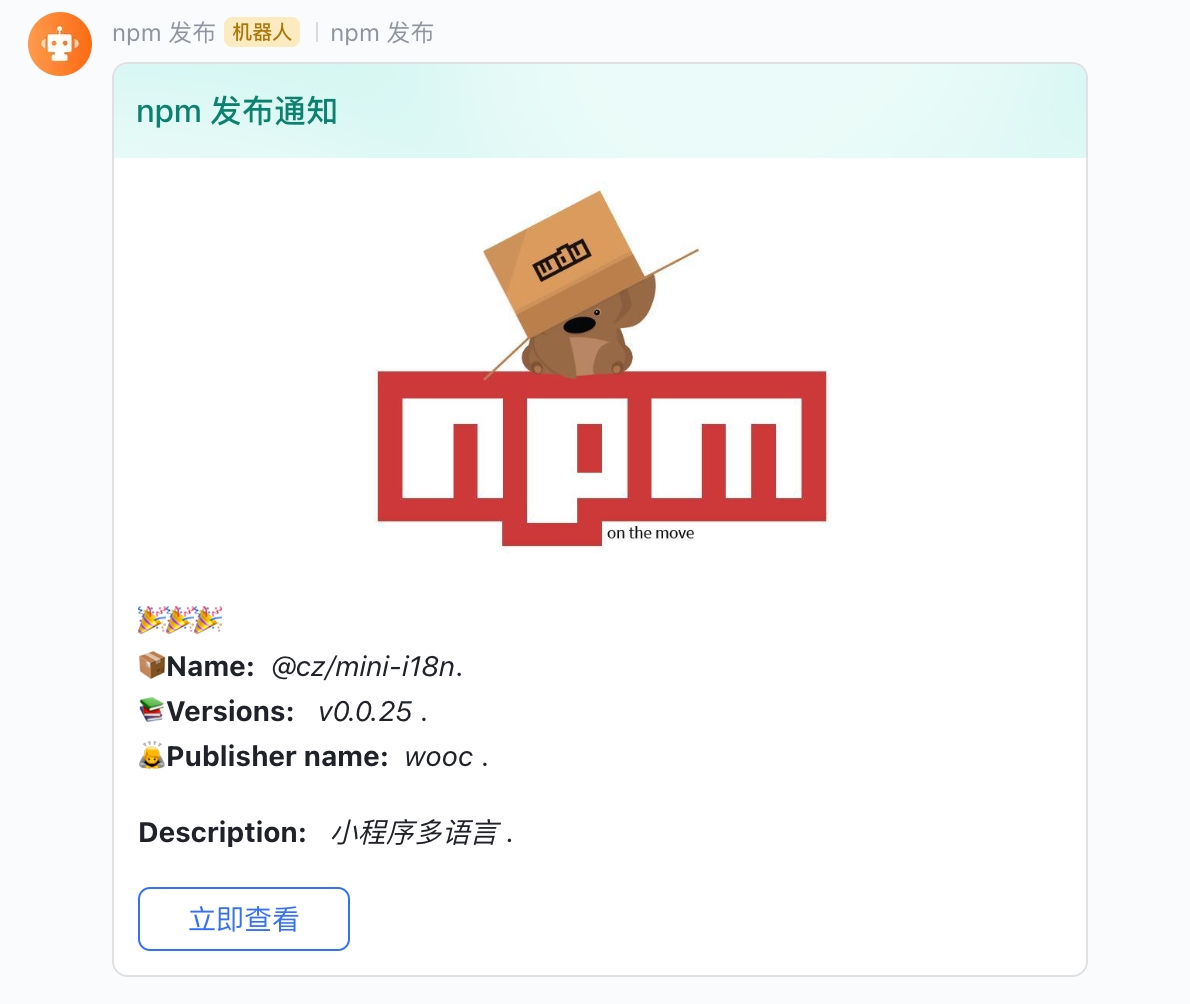 npm 发布 机器人 | npm 发布
npm 发布通知
npm
npm
on the move
🎉🎉🎉
📦Name: @cz/mini-i18n.
📚Versions: v0.0.25 .
🙇Publisher name: wooc .
Description: 小程序多语言 .
立即查看